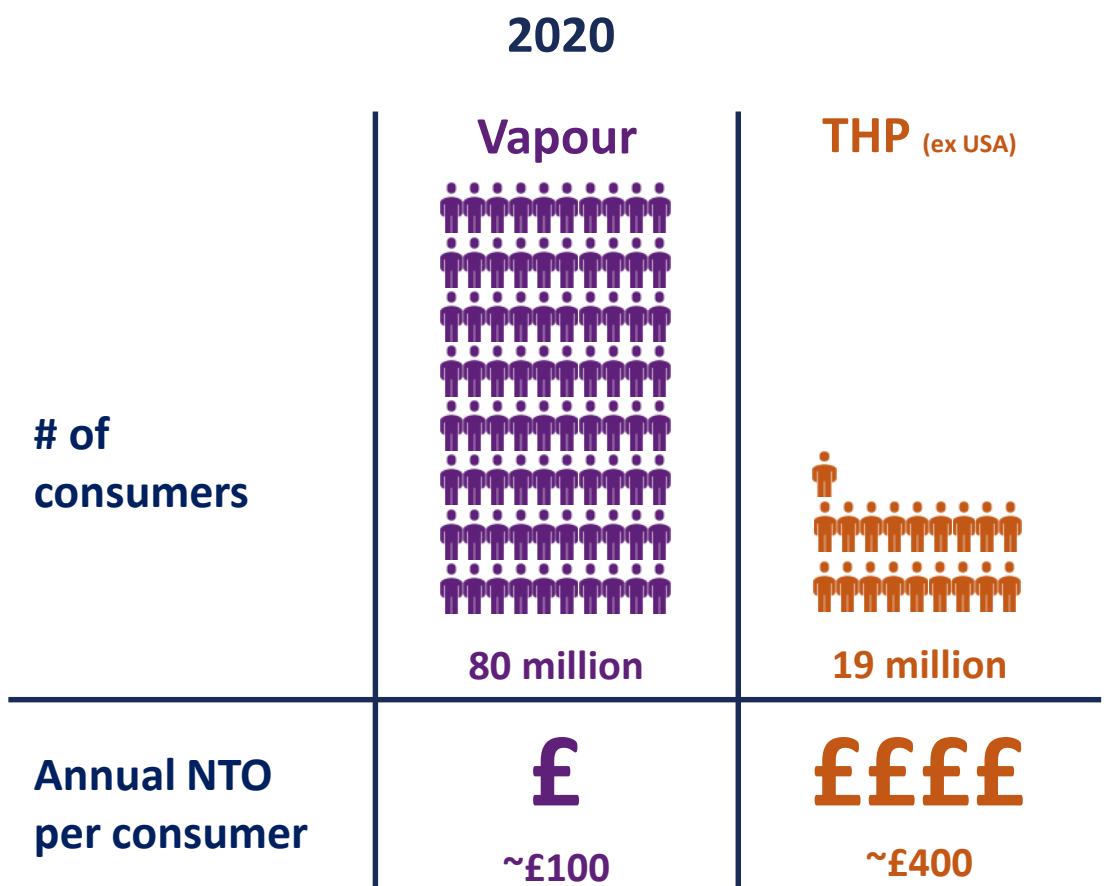 2020
Vapour
THP (ex USA)
# of
consumers
80 million
19 million
Annual NTO
per consumer
£
££££
~£100
~£400